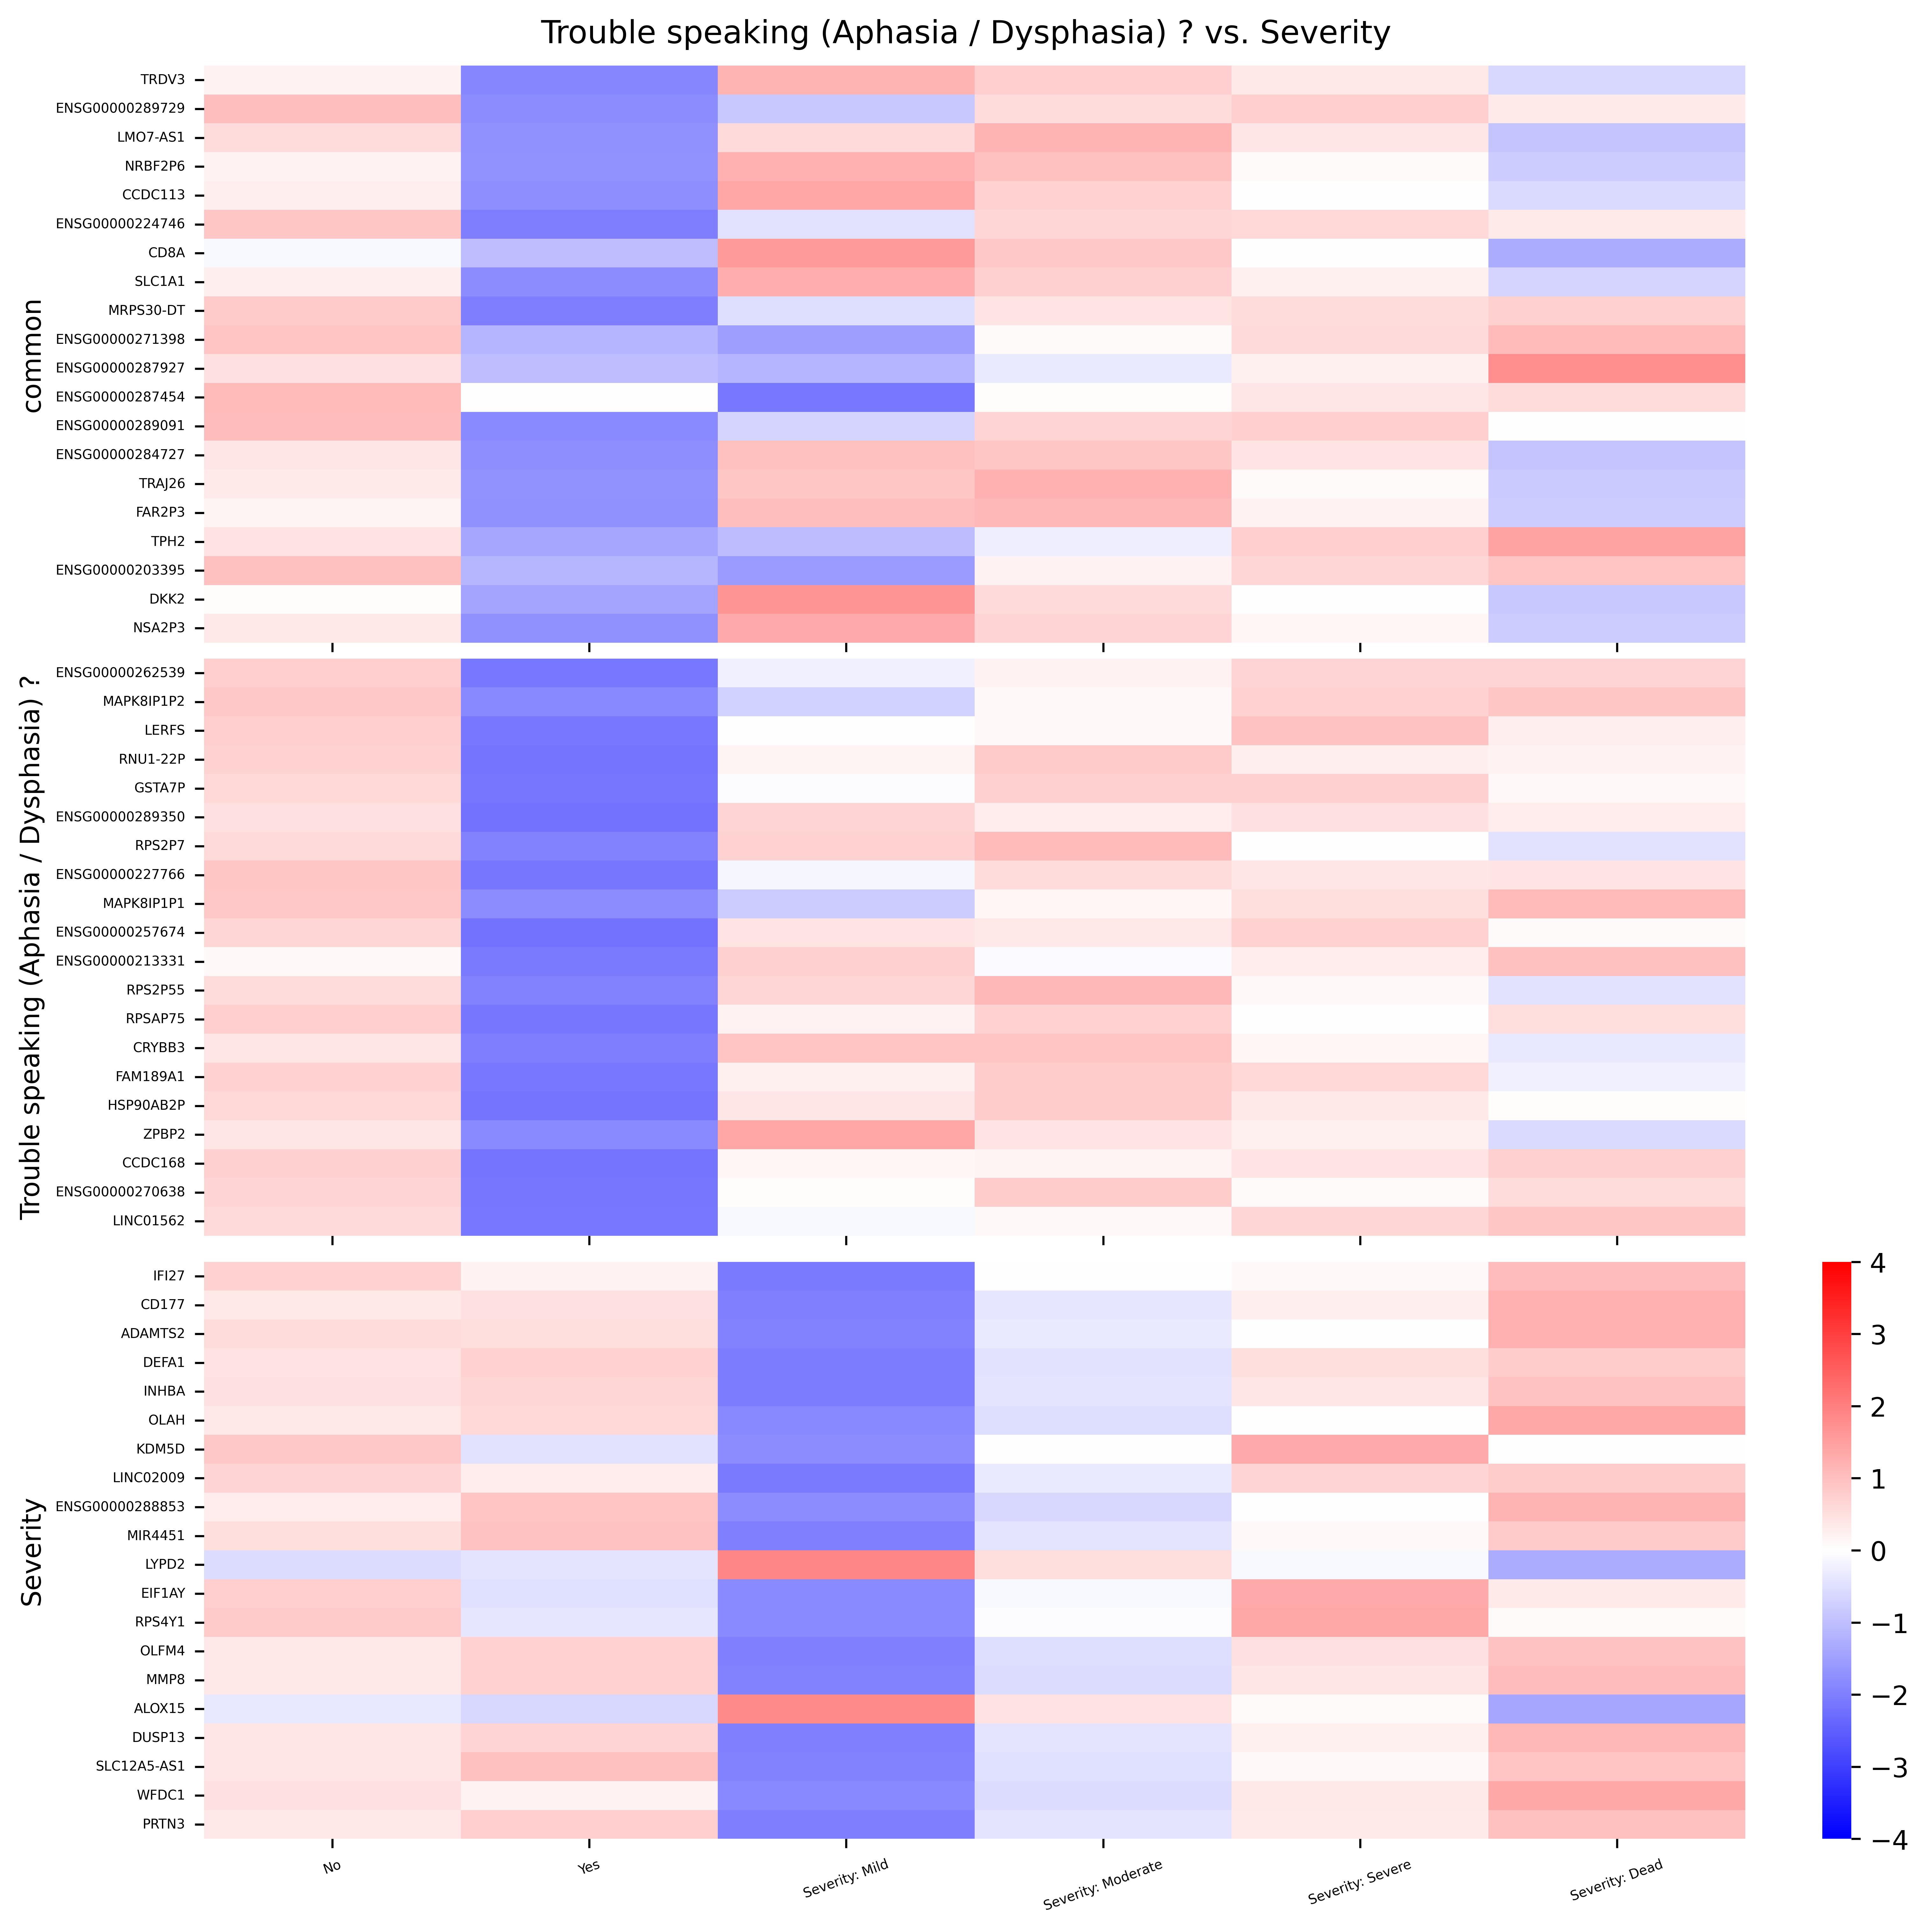 Trouble speaking (Aphasia / Dysphasia) ? vs. Severity
common
TRDV3
ENSG00000289729
LMO7-AS1
NRBF2P6
CCDC113
ENSG00000224746
CD8A
SLC1A1
MRPS30-DT
ENSG00000271398
ENSG00000287927
ENSG00000287454
ENSG00000289091
ENSG00000284727
TRAJ26
FAR2P3
TPH2
ENSG00000203395
DKK2
NSA2P3
Trouble speaking (Aphasia / Dysphasia) ?
ENSG00000262539
MAPK8IP1P2
LERFS
RNU1-22P
GSTA7P
ENSG00000289350
RPS2P7
ENSG00000227766
MAPK8IP1P1
ENSG00000257674
ENSG00000213331
RPS2P55
RPSAP75
CRYBB3
FAM189A1
HSP90AB2P
ZPBP2
CCDC168
ENSG00000270638
LINC01562
Severity
IFI27
CD177
ADAMTS2
DEFA1
INHBA
OLAH
KDM5D
LINC02009
ENSG00000288853
MIR4451
LYPD2
EIF1AY
RPS4Y1
OLFM4
MMP8
ALOX15
DUSP13
SLC12A5-AS1
WFDC1
PRTN3
No
Yes
Severity: Mild
Severity: Moderate
Severity: Severe
Severity: Dead
4
3
2
1
0
−1
−2
−3
−4